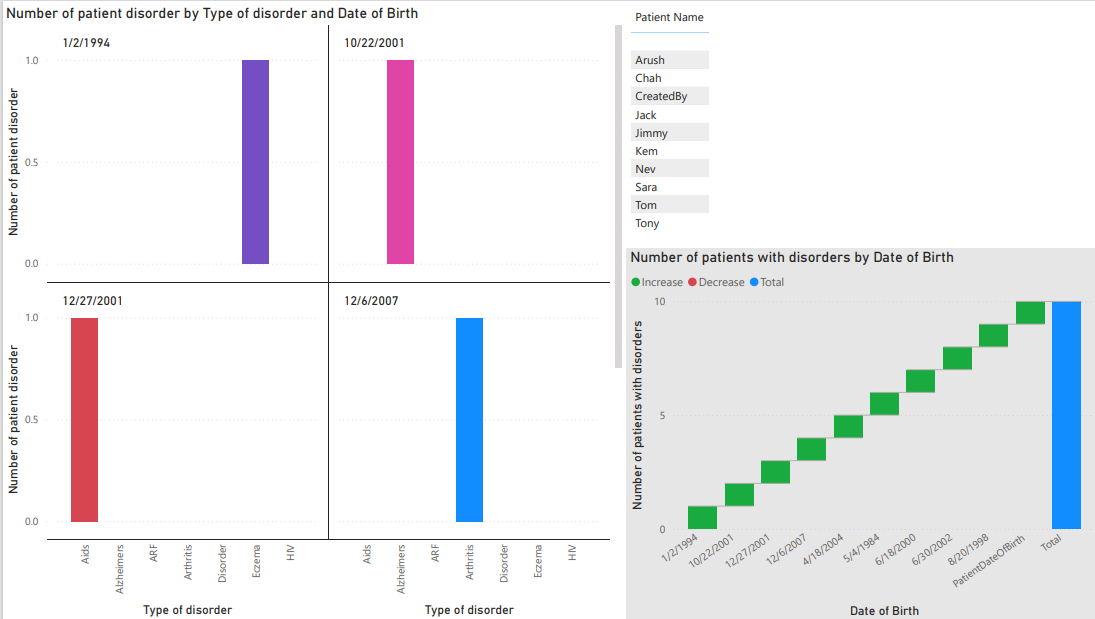 Number of patient disorder by Type of disorder and Date of Birth
1/2/1994
10/22/2001
Number of patient disorder
1.0
0.5
0.0
12/27/2001
12/6/2007
Number of patient disorder
1.0
0.5
0.0
Aids
Alzheimers
ARF
Arthritis
Disorder
Eczema
HIV
Aids
Alzheimers
ARF
Arthritis
Disorder
Eczema
HIV
Type of disorder
Type of disorder
Patient Name
Arush
Chah
CreatedBy
Jack
Jimmy
Kem
Nev
Sara
Tom
Tony
Number of patients with disorders by Date of Birth
Increase Decrease Total
Number of patients with disorders
10
5
0
1/2/1994
10/22/2001
12/27/2001
12/6/2007
4/18/2004
5/4/1984
6/18/2000
6/30/2002
8/20/1998
PatientDateOfBirth
Total
Date of Birth